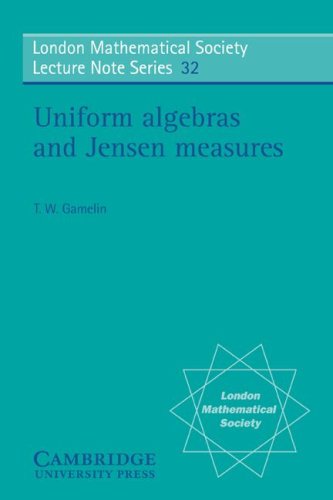 London Mathematical Society
Lecture Note Series 32
Uniform algebras
and Jensen measures
T. W. Gamelin
London
Mathematical
Society
CAMBRIDGE
UNIVERSITY PRESS